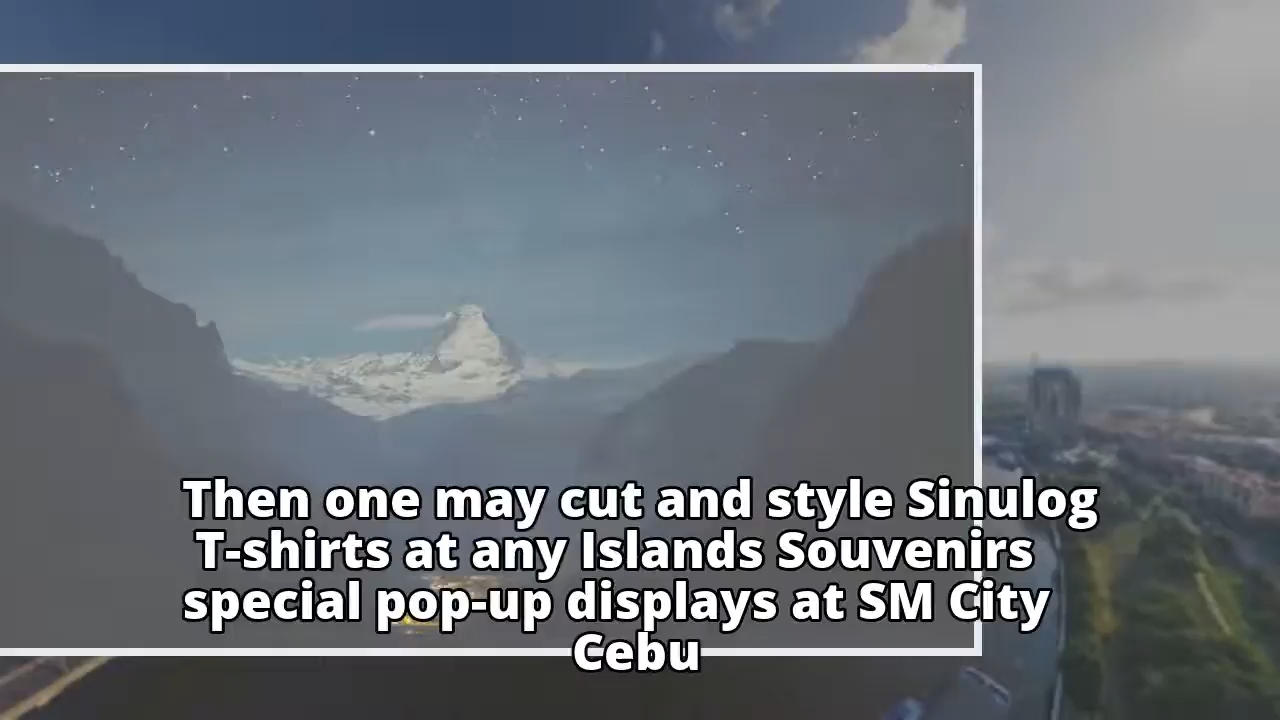 Then one may cut and style Sinulog
T-shirts at any Islands Souvenirs
special pop-up displays at SM City
Cebu